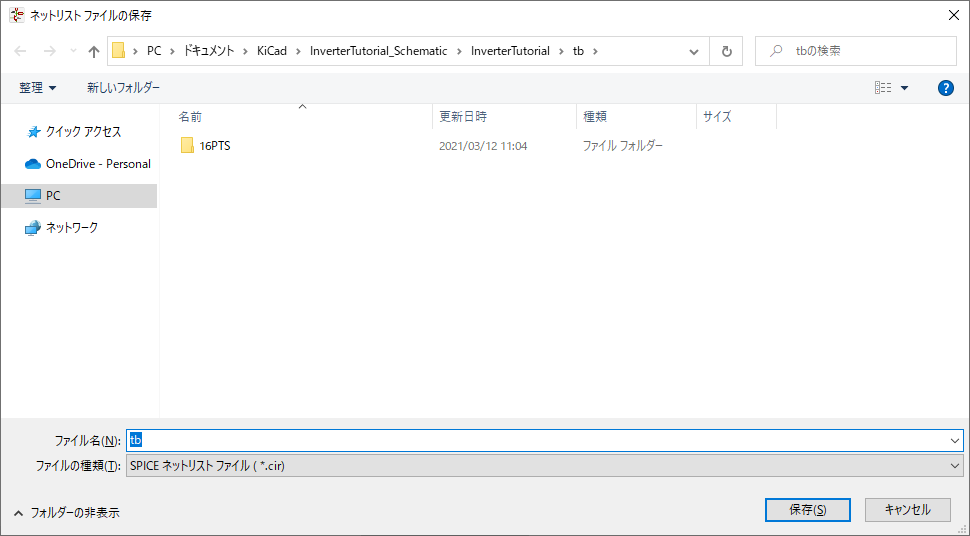 ネットリスト ファイルの保存
PC › ドキュメント › KiCad › InverterTutorial_Schematic › InverterTutorial › tb ›
tbの検索
整理 新しいフォルダー
名前 更新日時 種類 サイズ
クイック アクセス
OneDrive - Personal
PC
ネットワーク
16PTS 2021/03/12 11:04 ファイル フォルダー
ファイル名(N): tb
ファイルの種類(T): SPICE ネットリスト ファイル ( *.cir)
フォルダーの非表示
保存(S) キャンセル